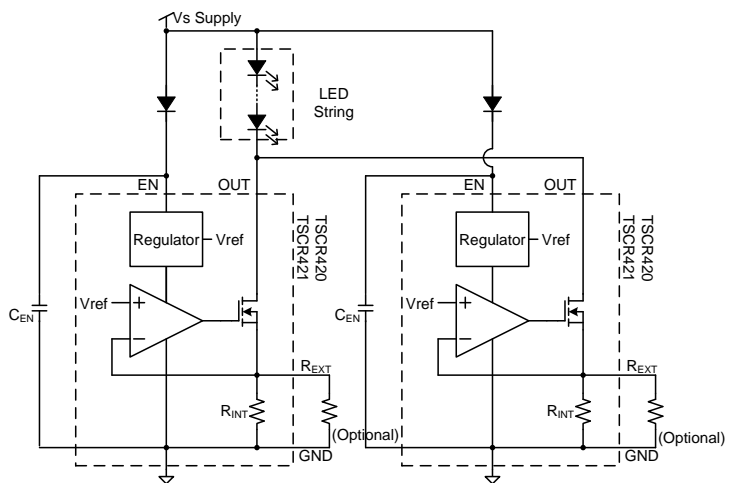 Vs Supply
LED
String
EN
OUT
TSCR420
TSCR421
Regulator
Vref
Vref
CEN
REXT
RINT
(Optional)
GND
EN
OUT
TSCR420
TSCR421
Regulator
Vref
Vref
CEN
REXT
RINT
(Optional)
GND